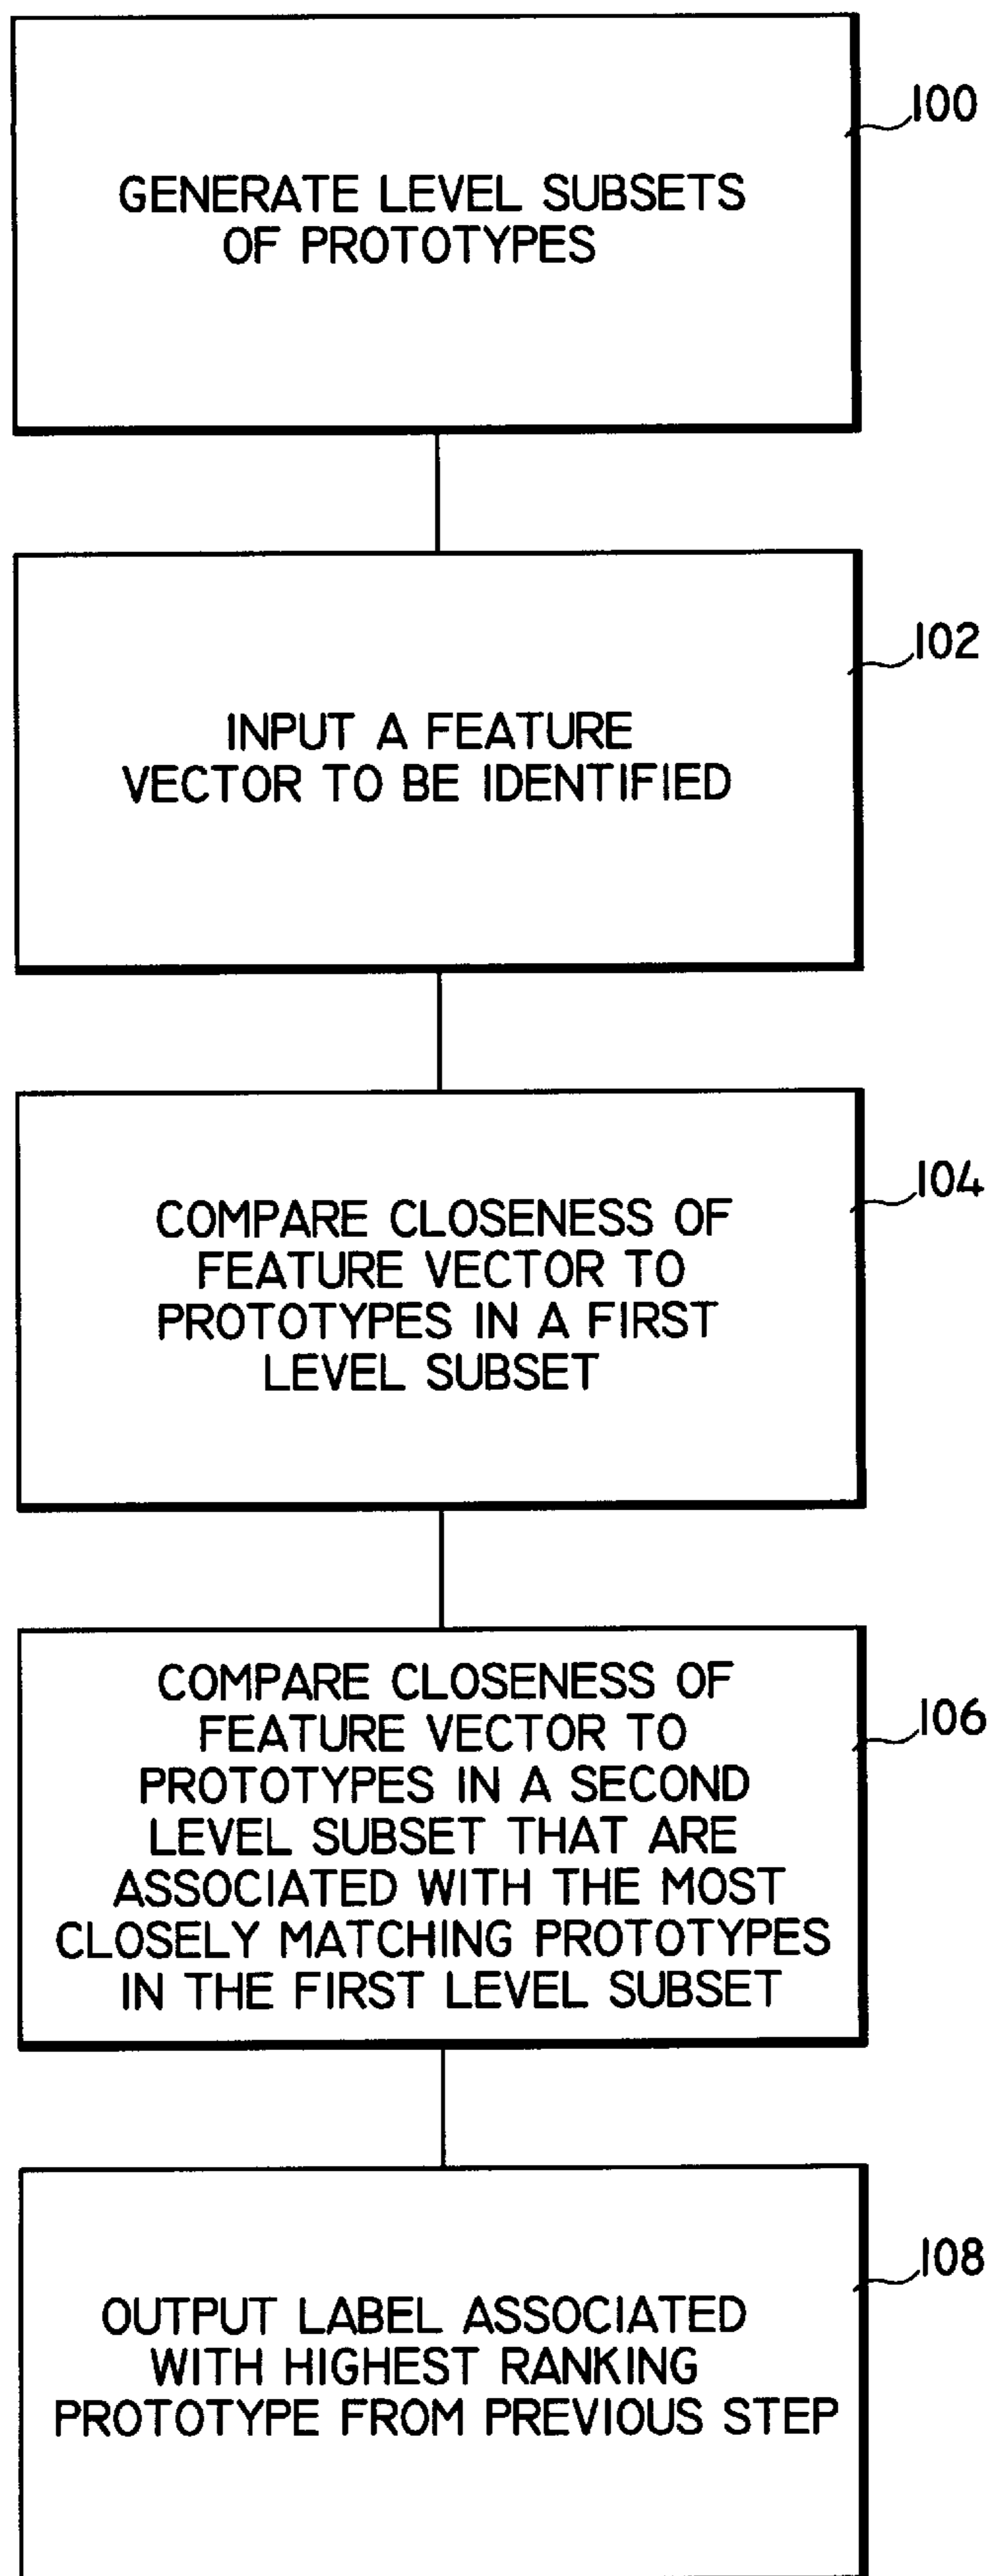 100
GENERATE LEVEL SUBSETS
OF PROTOTYPES
102
INPUT A FEATURE
VECTOR TO BE IDENTIFIED
104
COMPARE CLOSENESS OF
FEATURE VECTOR TO
PROTOTYPES IN A FIRST
LEVEL SUBSET
106
COMPARE CLOSENESS OF
FEATURE VECTOR TO
PROTOTYPES IN A SECOND
LEVEL SUBSET THAT ARE
ASSOCIATED WITH THE MOST
CLOSELY MATCHING PROTOTYPES
IN THE FIRST LEVEL SUBSET
108
OUTPUT LABEL ASSOCIATED
WITH HIGHEST RANKING
PROTOTYPE FROM PREVIOUS STEP